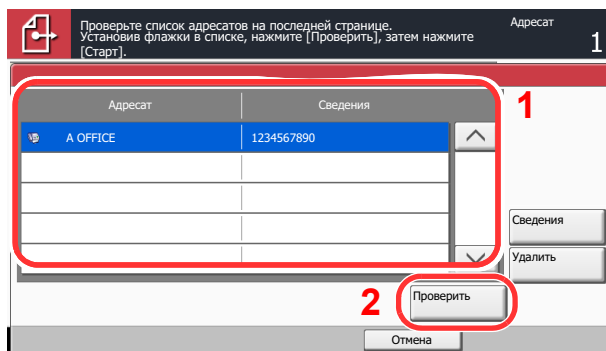 Проверьте список адресатов на последней странице.
Установив флажки в списке, нажмите [Проверить], затем нажмите
[Старт].
Адресат
1
1
Адресат Сведения
A OFFICE 1234567890
Сведения
Удалить
2
Проверить
Отмена